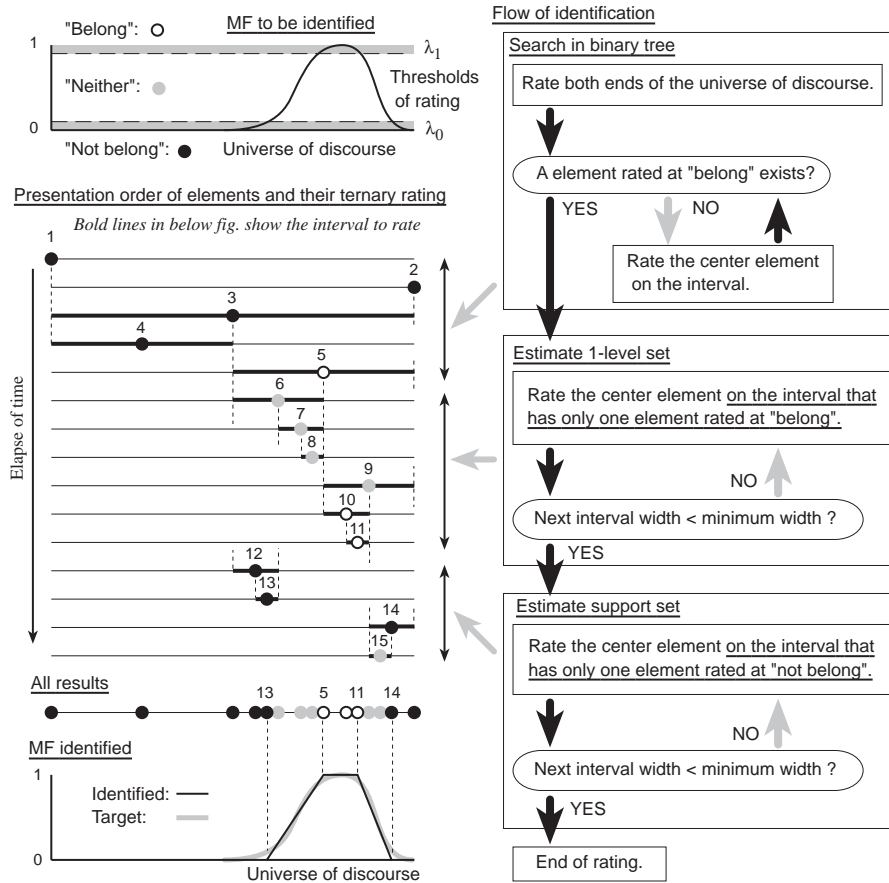 "Belong":
MF to be identified
1
λ1
"Neither":
Thresholds
of rating
0
λ0
"Not belong":
Universe of discourse
Presentation order of elements and their ternary rating
Bold lines in below fig. show the interval to rate
1
2
3
4
5
6
7
8
9
10
11
12
13
14
15
Elapse of time
All results
13
5
11
14
MF identified
1
Identified:
Target:
0
Universe of discourse
Flow of identification
Search in binary tree
Rate both ends of the universe of discourse.
A element rated at "belong" exists?
YES
NO
Rate the center element
on the interval.
Estimate 1-level set
Rate the center element on the interval that
has only one element rated at "belong".
NO
Next interval width < minimum width ?
YES
Estimate support set
Rate the center element on the interval that
has only one element rated at "not belong".
NO
Next interval width < minimum width ?
YES
End of rating.